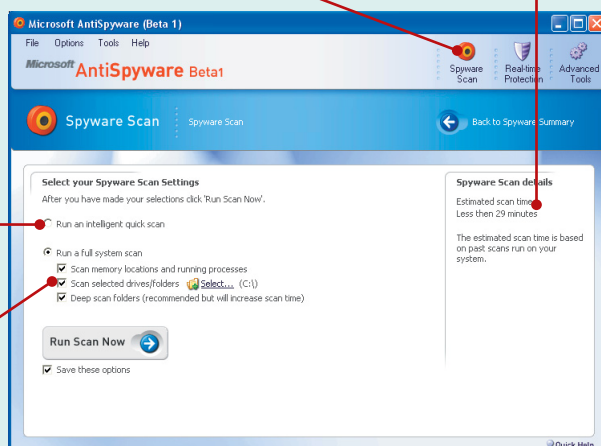 Microsoft AntiSpyware (Beta 1)
File Options Tools Help
Microsoft AntiSpyware Beta1
Spyware Scan
Real-time Protection
Advanced Tools
Spyware Scan
Spyware Scan
Back to Spyware Summary
Select your Spyware Scan Settings
After you have made your selections click 'Run Scan Now'.
Run an intelligent quick scan
Run a full system scan
Scan memory locations and running processes
Scan selected drives/folders Select... (C:\)
Deep scan folders (recommended but will increase scan time)
Run Scan Now
Save these options
Spyware Scan details
Estimated scan time
Less then 29 minutes
The estimated scan time is based
on past scans run on your
system.
Quick Help